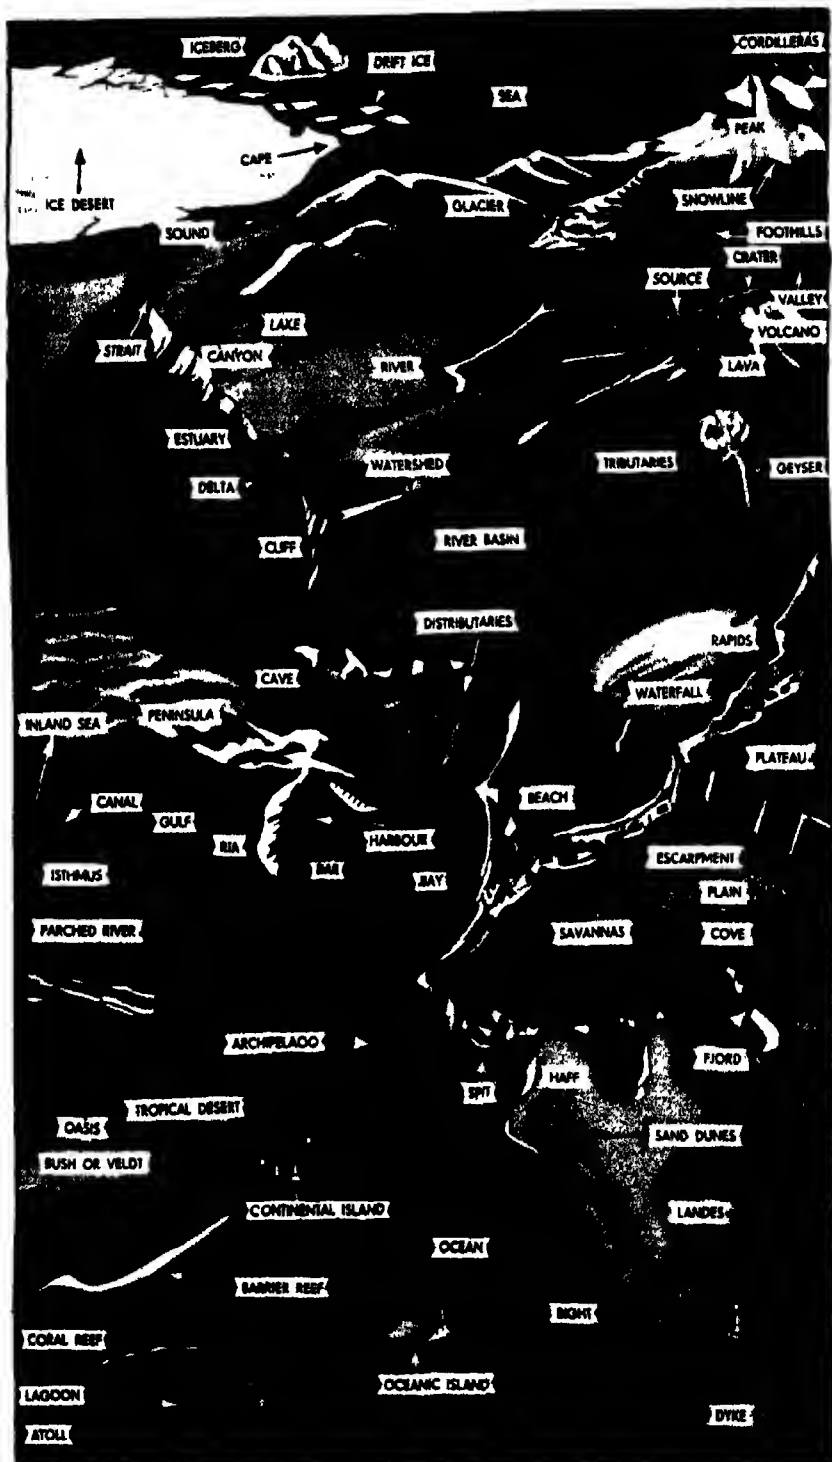 ICEBERG
CORDILLERAS
DRIFT ICE
SEA
PEAK
CAPE
ICE DESERT
GLACIER
SNOWLINE
SOUND
FOOTHILLS
CRATER
SOURCE
VALLEY
LAKE
VOLCANO
STRAIT
CANYON
RIVER
LAVA
ESTUARY
WATERSHED
TRIBUTARIES
GEYSER
DELTA
CLIFF
RIVER BASIN
DISTRIBUTARIES
RAPIDS
CAVE
WATERFALL
INLAND SEA
PENINSULA
PLATEAU
CANAL
BEACH
GULF
RIA
HARBOUR
ESCARPMENT
ISTHMUS
BAR
BAY
PLAIN
PARCHED RIVER
SAVANNAS
COVE
ARCHIPELAGO
FJORD
SPIT
HAFF
TROPICAL DESERT
OASIS
SAND DUNES
BUSH OR VELDT
CONTINENTAL ISLAND
LANDES
OCEAN
BARRIER REEF
BIGHT
CORAL REEF
OCEANIC ISLAND
LAGOON
DYKE
ATOLL